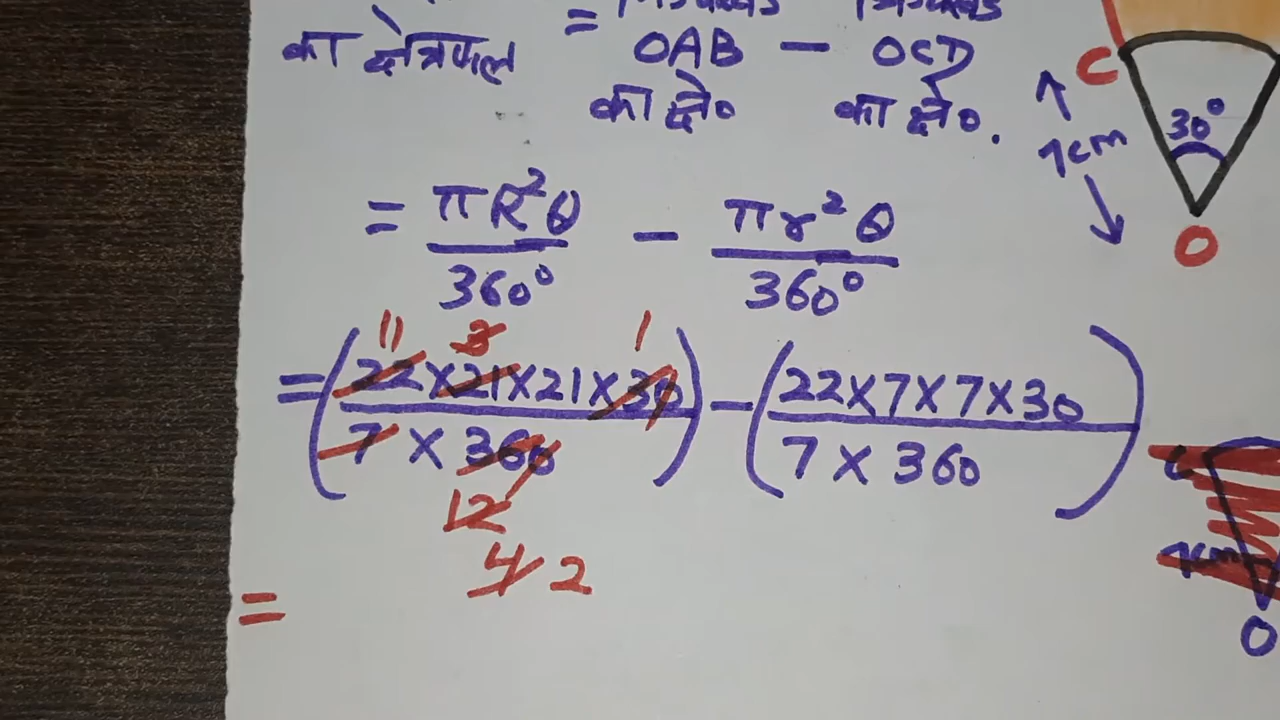 =
का क्षेत्रफल OAB - OCD
का क्षे० का क्षे०.
C
7cm
30°
O
= πR²θ/360° - πr²θ/360°
11 3 1
= (22×21×21×30 / 7×360) - (22×7×7×30 / 7×360)
12
4 2
=
C
7cm
O